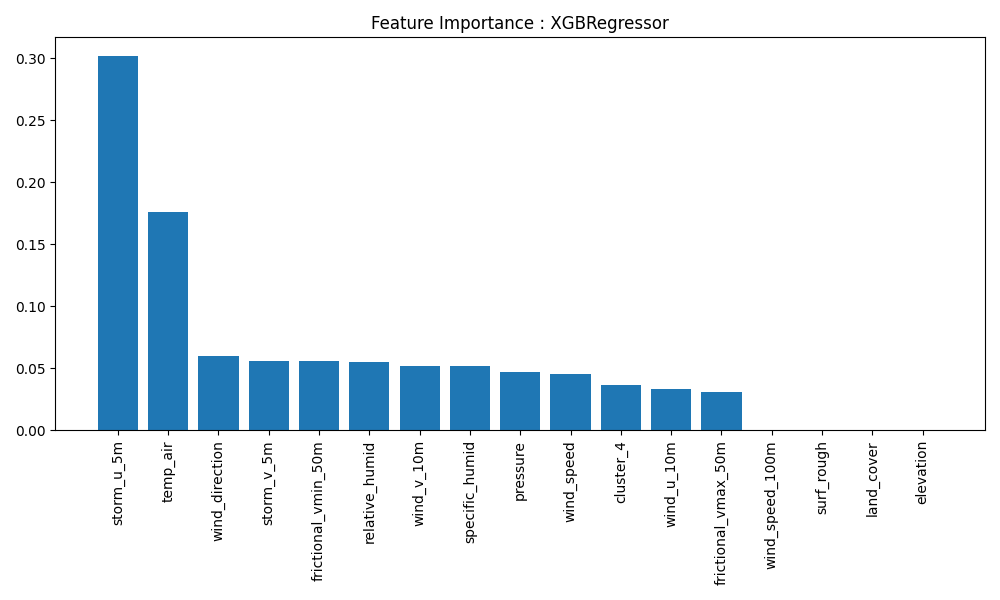 Feature Importance : XGBRegressor
0.30
0.25
0.20
0.15
0.10
0.05
0.00
storm_u_5m
temp_air
wind_direction
storm_v_5m
frictional_vmin_50m
relative_humid
wind_v_10m
specific_humid
pressure
wind_speed
cluster_4
wind_u_10m
frictional_vmax_50m
wind_speed_100m
surf_rough
land_cover
elevation